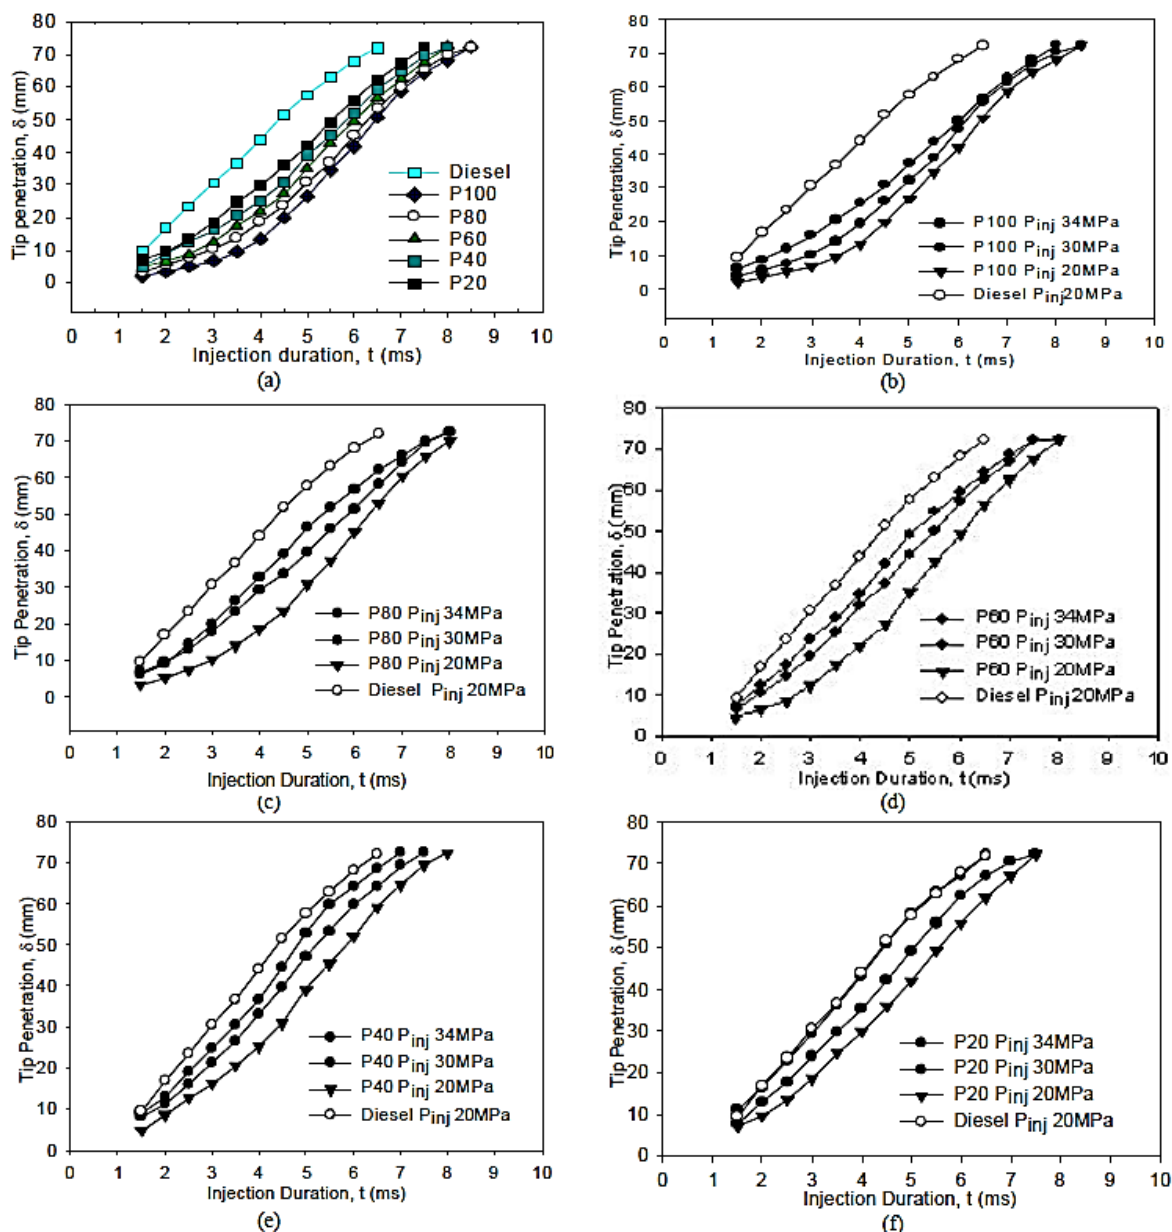 80
70
60
50
40
30
20
10
0
Tip penetration, δ (mm)
Diesel
P100
P80
P60
P40
P20
0 1 2 3 4 5 6 7 8 9 10
Injection duration, t (ms)
(a)
80
70
60
50
40
30
20
10
0
Tip Penetration, δ (mm)
P100 Pinj 34MPa
P100 Pinj 30MPa
P100 Pinj 20MPa
Diesel Pinj 20MPa
0 1 2 3 4 5 6 7 8 9 10
Injection Duration, t (ms)
(b)
80
70
60
50
40
30
20
10
0
Tip Penetration, δ (mm)
P80 Pinj 34MPa
P80 Pinj 30MPa
P80 Pinj 20MPa
Diesel Pinj 20MPa
0 1 2 3 4 5 6 7 8 9 10
Injection Duration, t (ms)
(c)
80
70
60
50
40
30
20
10
0
Tip Penetration, δ (mm)
P60 Pinj 34MPa
P60 Pinj 30MPa
P60 Pinj 20MPa
Diesel Pinj 20MPa
0 1 2 3 4 5 6 7 8 9 10
Injection Duration, t (ms)
(d)
80
70
60
50
40
30
20
10
0
Tip Penetration, δ (mm)
P40 Pinj 34MPa
P40 Pinj 30MPa
P40 Pinj 20MPa
Diesel Pinj 20MPa
0 1 2 3 4 5 6 7 8 9 10
Injection Duration, t (ms)
(e)
80
70
60
50
40
30
20
10
0
Tip Penetration, δ (mm)
P20 Pinj 34MPa
P20 Pinj 30MPa
P20 Pinj 20MPa
Diesel Pinj 20MPa
0 1 2 3 4 5 6 7 8 9 10
Injection Duration, t (ms)
(f)